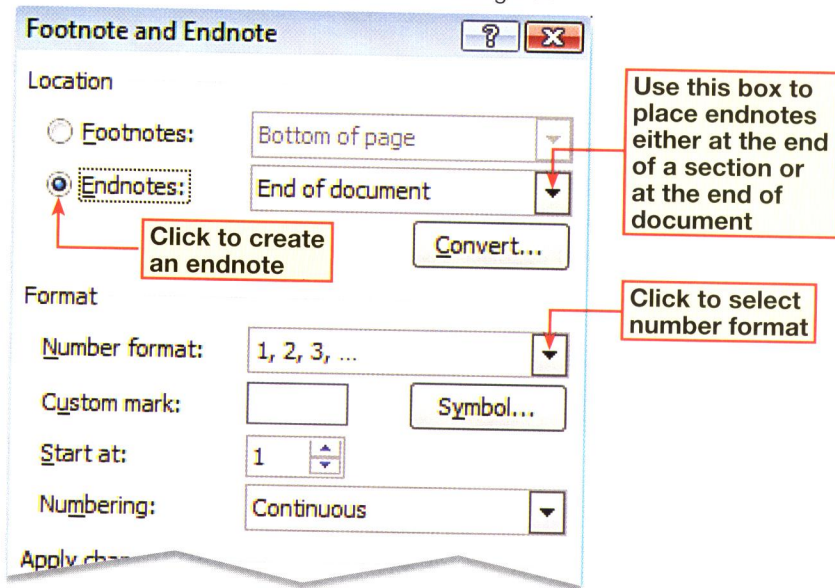 Footnote and Endnote
Location
Footnotes:
Bottom of page
Endnotes:
End of document
Convert...
Use this box to
place endnotes
either at the end
of a section or
at the end of
document
Click to create
an endnote
Format
Number format:
1, 2, 3, ...
Click to select
number format
Custom mark:
Symbol...
Start at:
1
Numbering:
Continuous
Apply